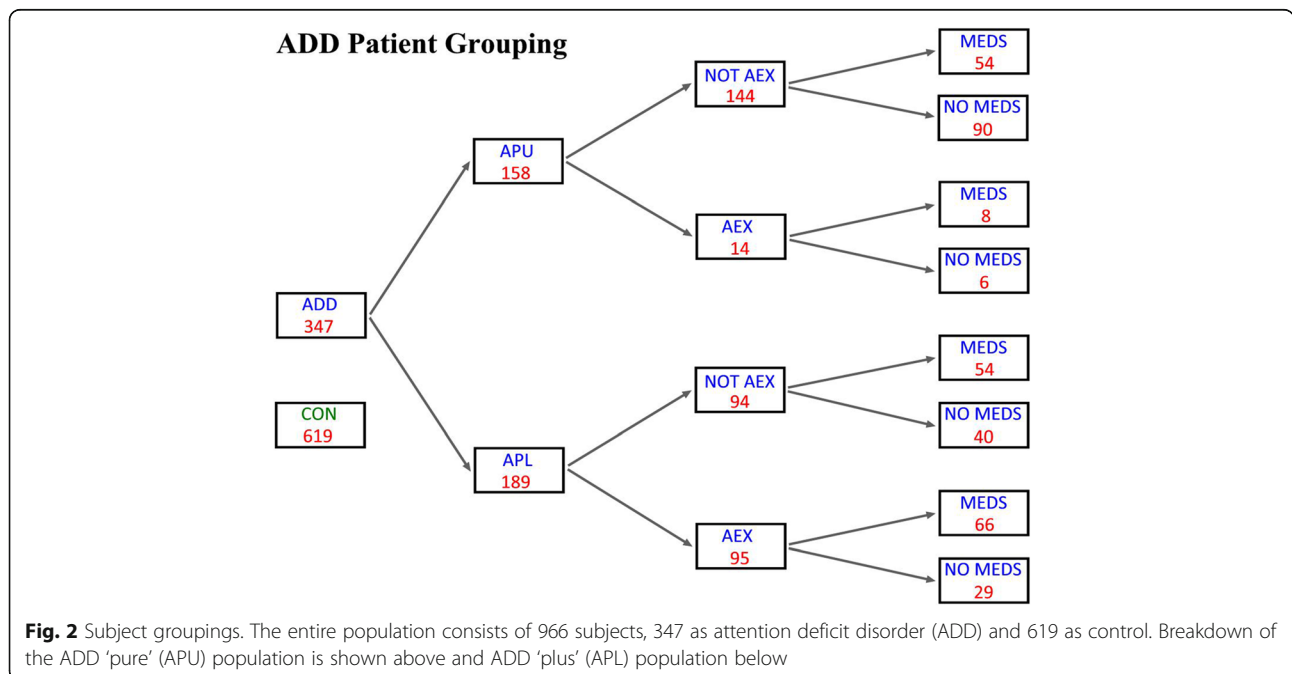 ADD Patient Grouping
MEDS
54
NOT AEX
144
NO MEDS
90
APU
158
MEDS
8
AEX
14
NO MEDS
6
ADD
347
MEDS
54
NOT AEX
94
CON
619
NO MEDS
40
APL
189
MEDS
66
AEX
95
NO MEDS
29
Fig. 2 Subject groupings. The entire population consists of 966 subjects, 347 as attention deficit disorder (ADD) and 619 as control. Breakdown of
the ADD ‘pure’ (APU) population is shown above and ADD ‘plus’ (APL) population below